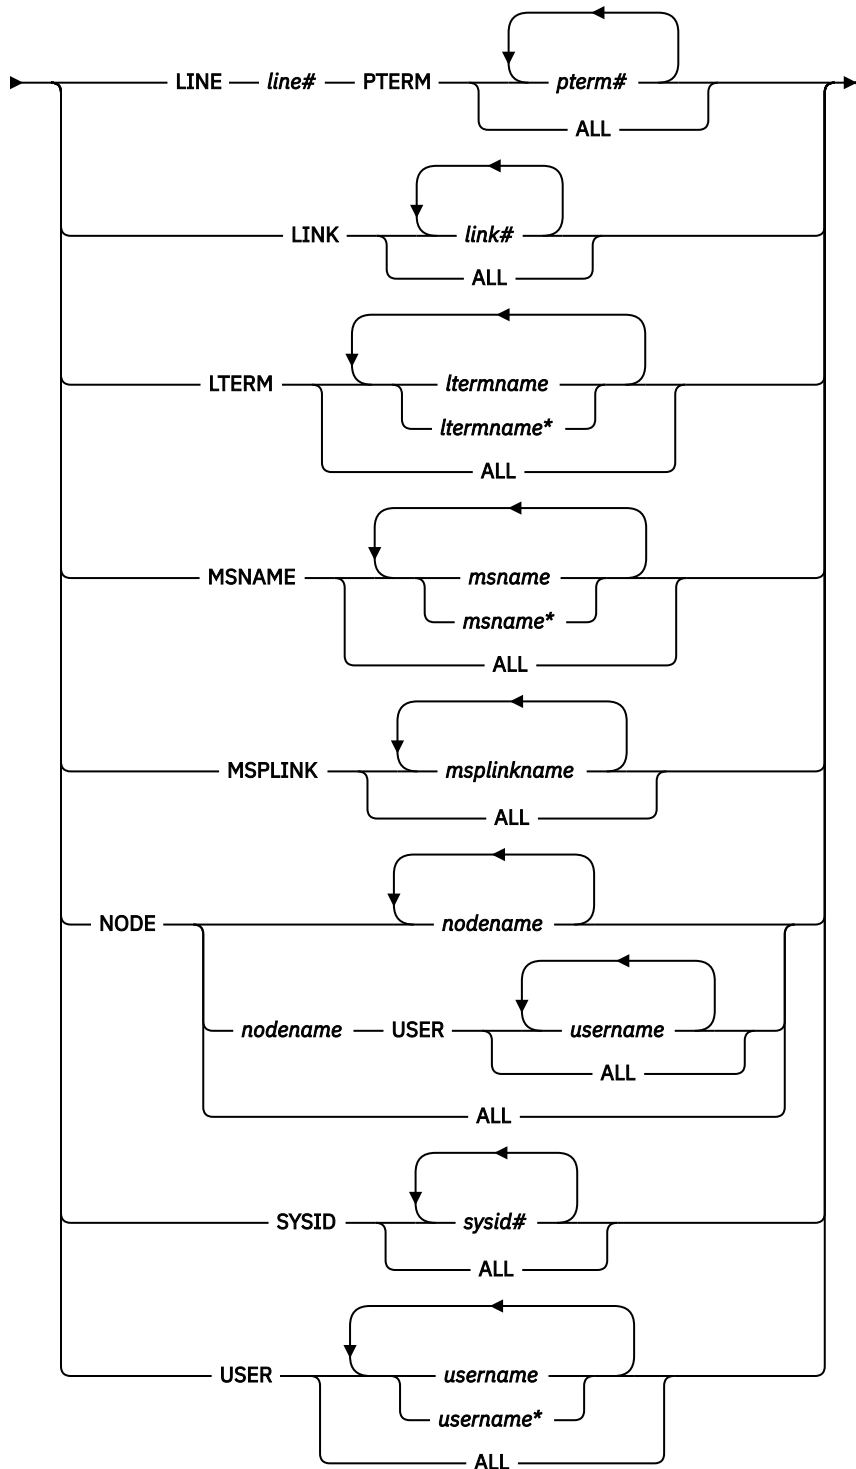 LINE line# PTERM pterm#
ALL
LINK link#
ALL
LTERM ltermname
ltermname*
ALL
MSNAME msname
msname*
ALL
MSPLINK msplinkname
ALL
NODE nodename
nodename USER username
ALL
ALL
SYSID sysid#
ALL
USER username
username*
ALL